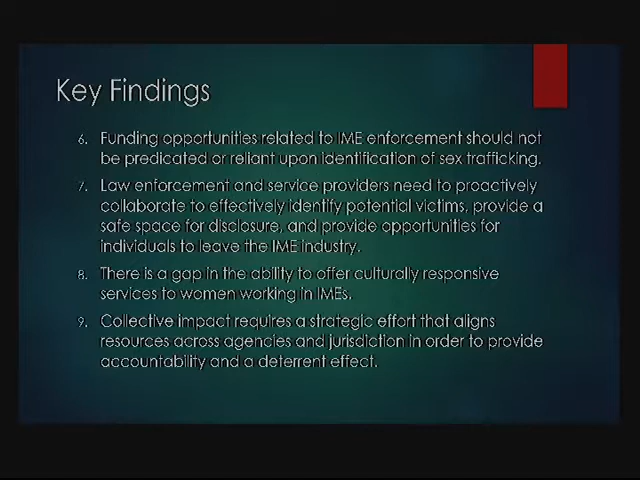 Key Findings
6. Funding opportunities related to IME enforcement should not
be predicated or reliant upon identification of sex trafficking.
7. Law enforcement and service providers need to proactively
collaborate to effectively identify potential victims, provide a
safe space for disclosure, and provide opportunities for
individuals to leave the IME industry.
8. There is a gap in the ability to offer culturally responsive
services to women working in IMEs.
9. Collective impact requires a strategic effort that aligns
resources across agencies and jurisdiction in order to provide
accountability and a deterrent effect.